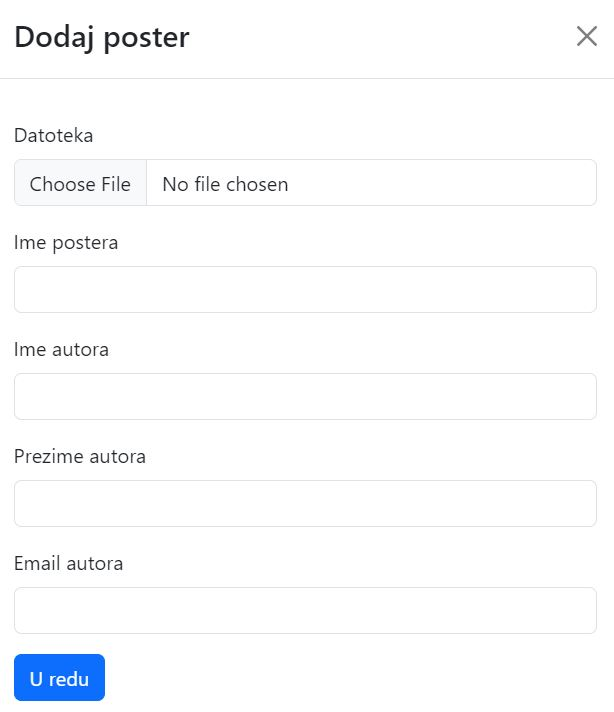 Dodaj poster
Datoteka
Choose File No file chosen
Ime postera
Ime autora
Prezime autora
Email autora
U redu